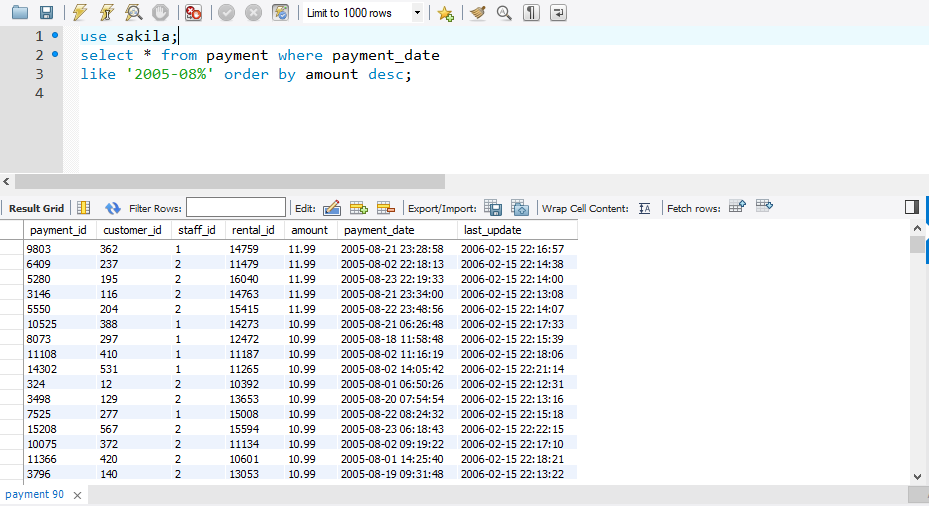 Limit to 1000 rows
1 use sakila;
2 select * from payment where payment_date
3 like '2005-08%' order by amount desc;
4
Result Grid Filter Rows: Edit: Export/Import: Wrap Cell Content: IA Fetch rows:
payment_id customer_id staff_id rental_id amount payment_date last_update
9803 362 1 14759 11.99 2005-08-21 23:28:58 2006-02-15 22:16:57
6409 237 2 11479 11.99 2005-08-02 22:18:13 2006-02-15 22:14:38
5280 195 2 16040 11.99 2005-08-23 22:19:33 2006-02-15 22:14:00
3146 116 2 14763 11.99 2005-08-21 23:34:00 2006-02-15 22:13:08
5550 204 2 15415 11.99 2005-08-22 23:48:56 2006-02-15 22:14:07
10525 388 1 14273 10.99 2005-08-21 06:26:48 2006-02-15 22:17:33
8073 297 1 12472 10.99 2005-08-18 11:58:48 2006-02-15 22:15:39
11108 410 1 11187 10.99 2005-08-02 11:16:19 2006-02-15 22:18:06
14302 531 1 11265 10.99 2005-08-02 14:05:42 2006-02-15 22:21:14
324 12 2 10392 10.99 2005-08-01 06:50:26 2006-02-15 22:12:31
3498 129 2 13653 10.99 2005-08-20 07:54:54 2006-02-15 22:13:16
7525 277 1 15008 10.99 2005-08-22 08:24:32 2006-02-15 22:15:18
15208 567 2 15594 10.99 2005-08-23 06:18:43 2006-02-15 22:22:15
10075 372 2 11134 10.99 2005-08-02 09:19:22 2006-02-15 22:17:10
11366 420 2 10601 10.99 2005-08-01 14:25:40 2006-02-15 22:18:21
3796 140 2 13053 10.99 2005-08-19 09:31:48 2006-02-15 22:13:22
payment 90